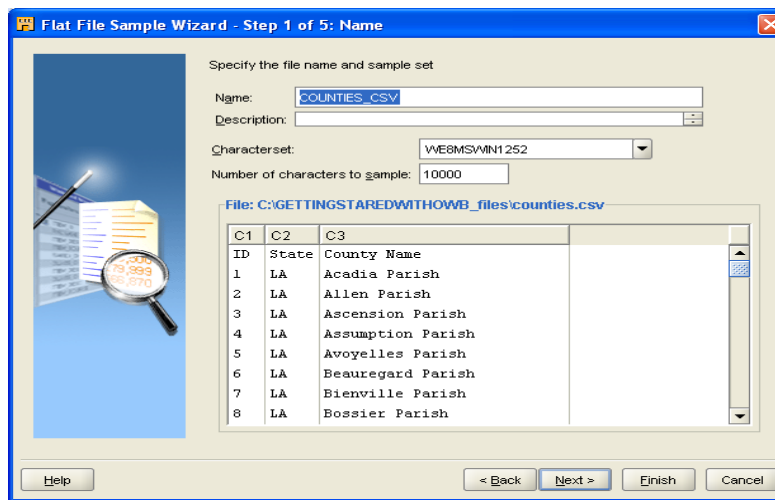 Flat File Sample Wizard - Step 1 of 5: Name
Specify the file name and sample set
Name: COUNTIES_CSV
Description:
Characterset: WE8MSWIN1252
Number of characters to sample: 10000
File: C:\GETTINGSTAREDWITHOWB_files\counties.csv
C1 C2 C3
ID State County Name
1 LA Acadia Parish
2 LA Allen Parish
3 LA Ascension Parish
4 LA Assumption Parish
5 LA Avoyelles Parish
6 LA Beauregard Parish
7 LA Bienville Parish
8 LA Bossier Parish
Help < Back Next > Finish Cancel